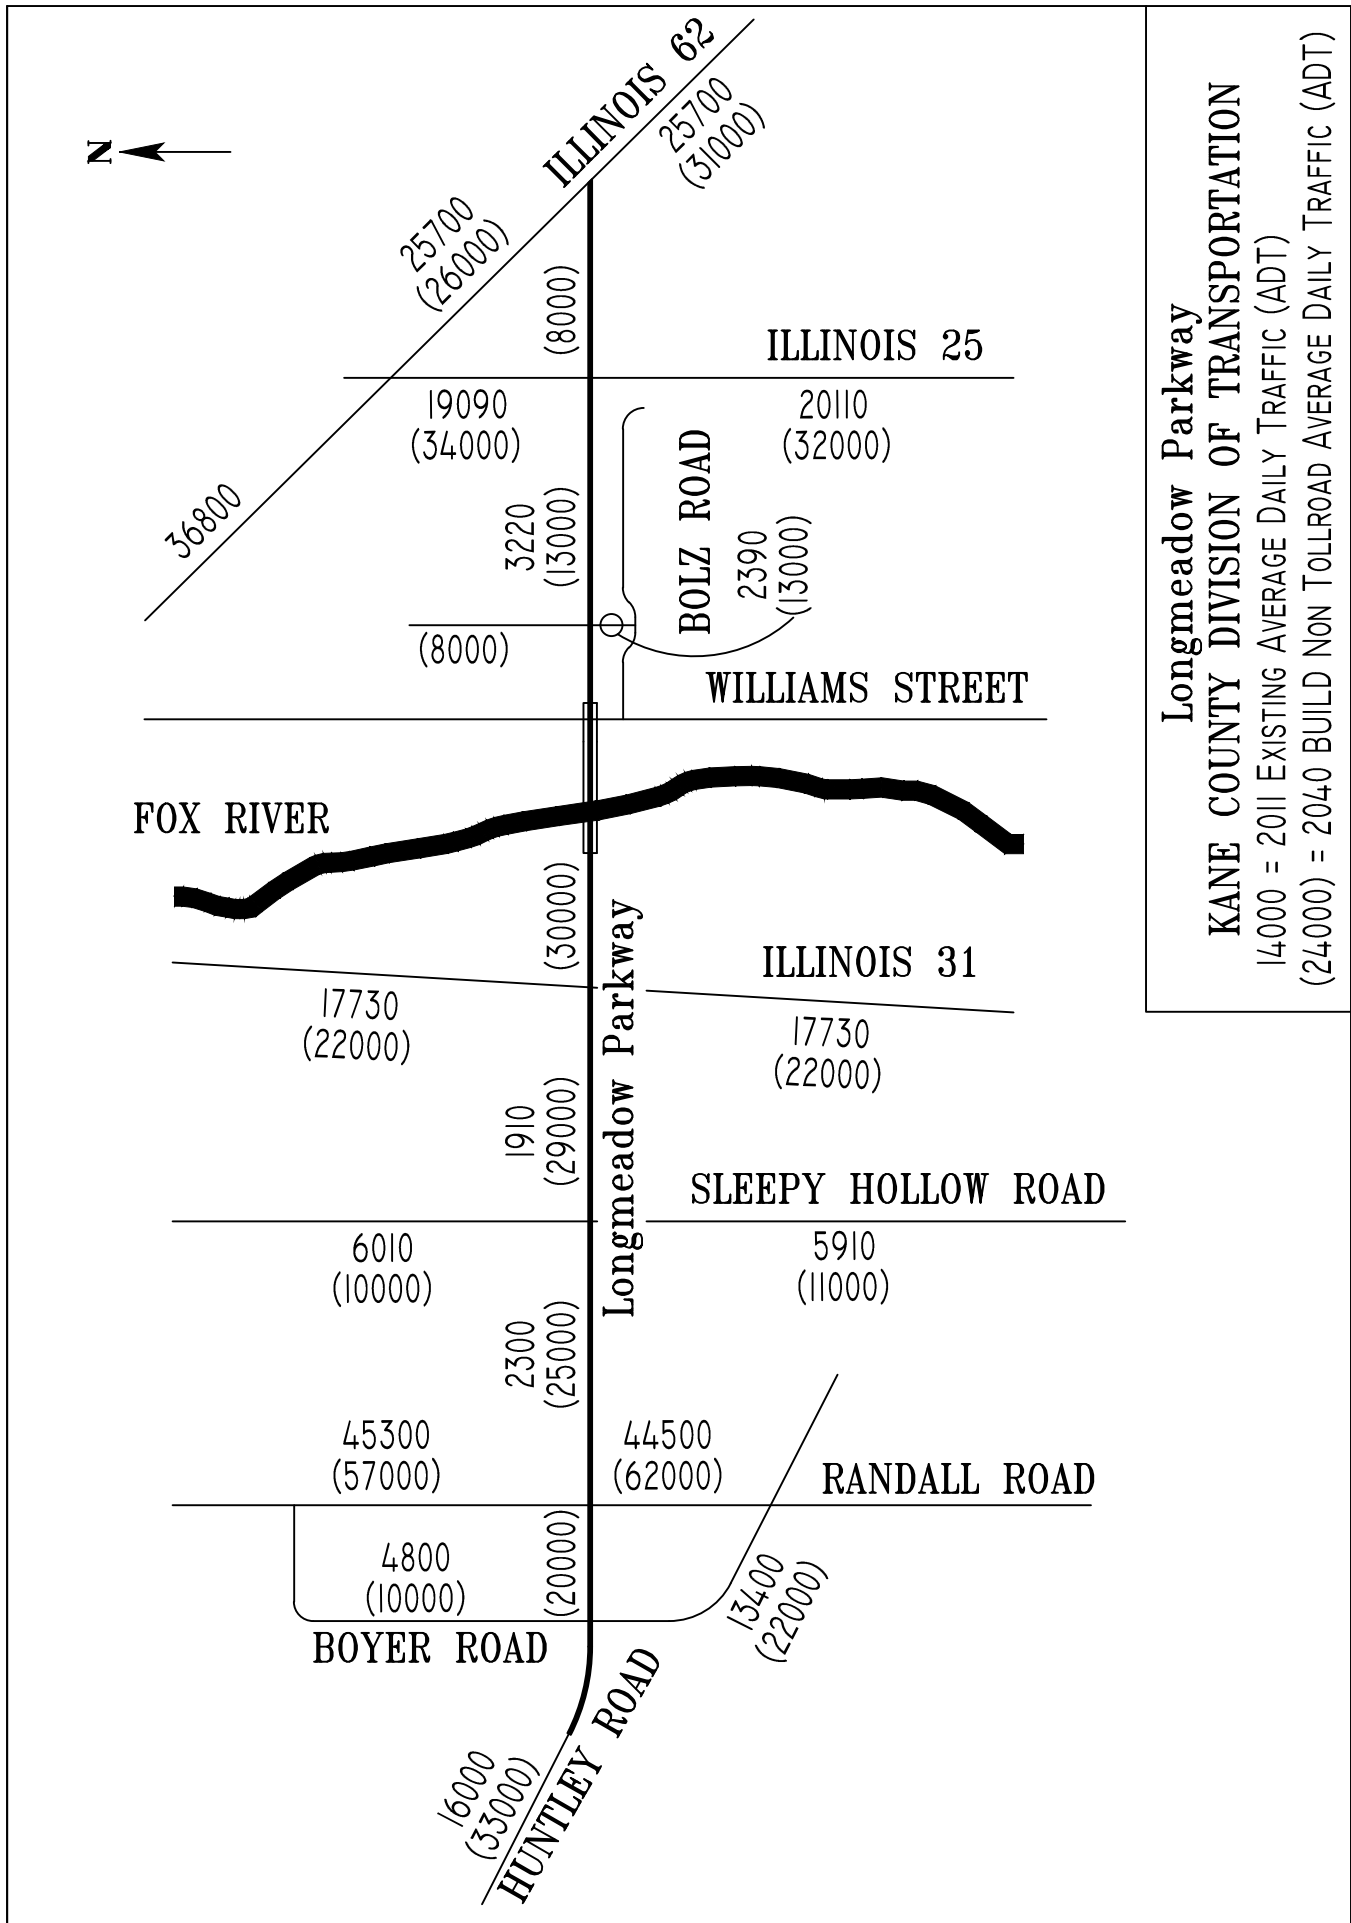 N
ILLINOIS 62
25700
(31000)
25700
(26000)
(8000)
ILLINOIS 25
19090
(34000)
20110
(32000)
36800
3220
(13000)
BOLZ ROAD
2390
(13000)
(8000)
WILLIAMS STREET
FOX RIVER
(30000)
ILLINOIS 31
17730
(22000)
17730
(22000)
Longmeadow Parkway
1910
(29000)
SLEEPY HOLLOW ROAD
6010
(10000)
5910
(11000)
2300
(25000)
45300
(57000)
44500
(62000)
RANDALL ROAD
4800
(10000)
(20000)
BOYER ROAD
13400
(22000)
16000
(33000)
HUNTLEY ROAD
Longmeadow Parkway
KANE COUNTY DIVISION OF TRANSPORTATION
14000 = 2011 EXISTING AVERAGE DAILY TRAFFIC (ADT)
(24000) = 2040 BUILD NON TOLLROAD AVERAGE DAILY TRAFFIC (ADT)